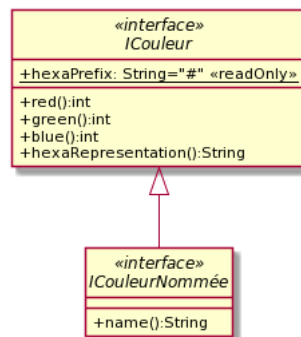 «interface»
ICouleur
+hexaPrefix: String="#" «readOnly»
+red():int
+green():int
+blue():int
+hexaRepresentation():String
«interface»
ICouleurNommée
+name():String